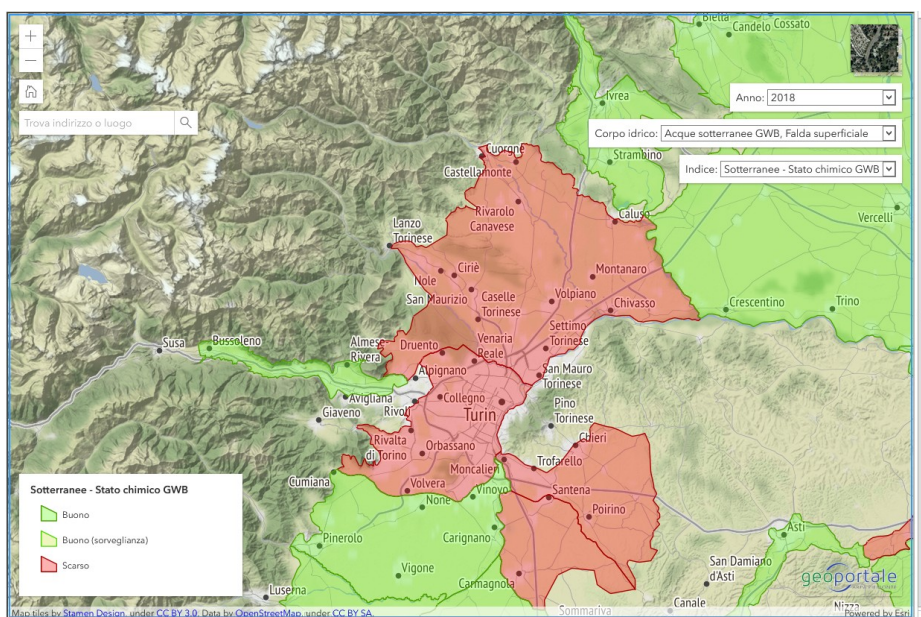 +
Biella
Candelo Cossato
−
Anno: 2018
Trova indirizzo o luogo
Ivrea
Corpo idrico: Acque sotterranee GWB, Falda superficiale
Cuorgnè
Strambino
Castellamonte
Indice: Sotterranee - Stato chimico GWB
Rivarolo
Canavese
Caluso
Vercelli
Lanzo
Torinese
Ciriè
Montanaro
Nole
San Maurizio
Caselle
Torinese
Volpiano
Chivasso
Crescentino
Trino
Settimo
Torinese
Susa
Bussoleno
Almese
Rivera
Druento
Venaria
Reale
Alpignano
San Mauro
Torinese
Avigliana
Collegno
Giaveno
Rivoli
Turin
Pino
Torinese
Rivalta
di Torino
Orbassano
Chieri
Moncalieri
Trofarello
Cumiana
Volvera
Vinovo
Santena
None
Poirino
Sotterranee - Stato chimico GWB
Buono
Buono (sorveglianza)
Scarso
Pinerolo
Carignano
Asti
Vigone
San Damiano
d'Asti
geoportale
Carmagnola
Luserna
Sommariva
Canale
Nizza
Map tiles by Stamen Design, under CC BY 3.0. Data by OpenStreetMap, under CC BY SA.
Powered by Esri